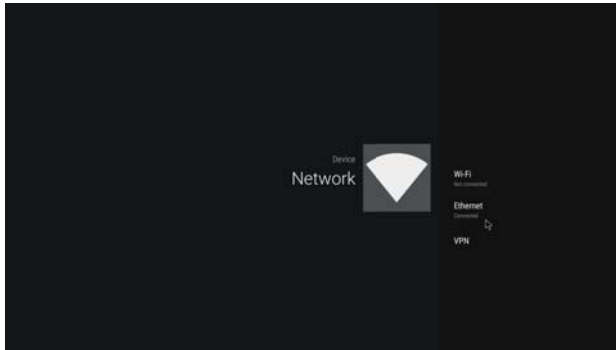 Device
Network
Wi-Fi
Not connected
Ethernet
Connected
VPN